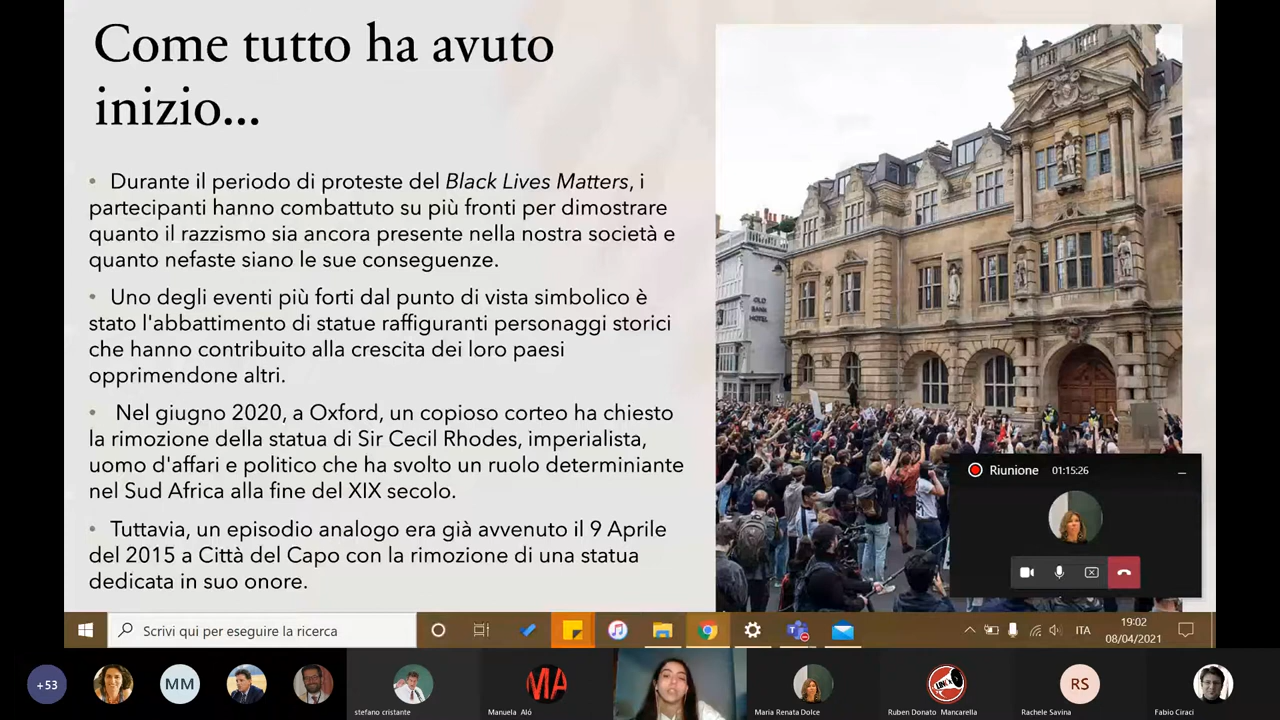 Come tutto ha avuto
inizio...
• Durante il periodo di proteste del Black Lives Matters, i
partecipanti hanno combattuto su più fronti per dimostrare
quanto il razzismo sia ancora presente nella nostra società e
quanto nefaste siano le sue conseguenze.
• Uno degli eventi più forti dal punto di vista simbolico è
stato l'abbattimento di statue raffiguranti personaggi storici
che hanno contribuito alla crescita dei loro paesi
opprimendone altri.
• Nel giugno 2020, a Oxford, un copioso corteo ha chiesto
la rimozione della statua di Sir Cecil Rhodes, imperialista,
uomo d'affari e politico che ha svolto un ruolo determiniante
nel Sud Africa alla fine del XIX secolo.
• Tuttavia, un episodio analogo era già avvenuto il 9 Aprile
del 2015 a Città del Capo con la rimozione di una statua
dedicata in suo onore.
OLD
BANK
HOTEL
Riunione 01:15:26
Scrivi qui per eseguire la ricerca
ITA
19:02
08/04/2021
+53
MM
MA
RS
stefano cristante
Manuela Aló
Maria Renata Dolce
Ruben Donato Mancarella
Rachele Savina
Fabio Ciraci